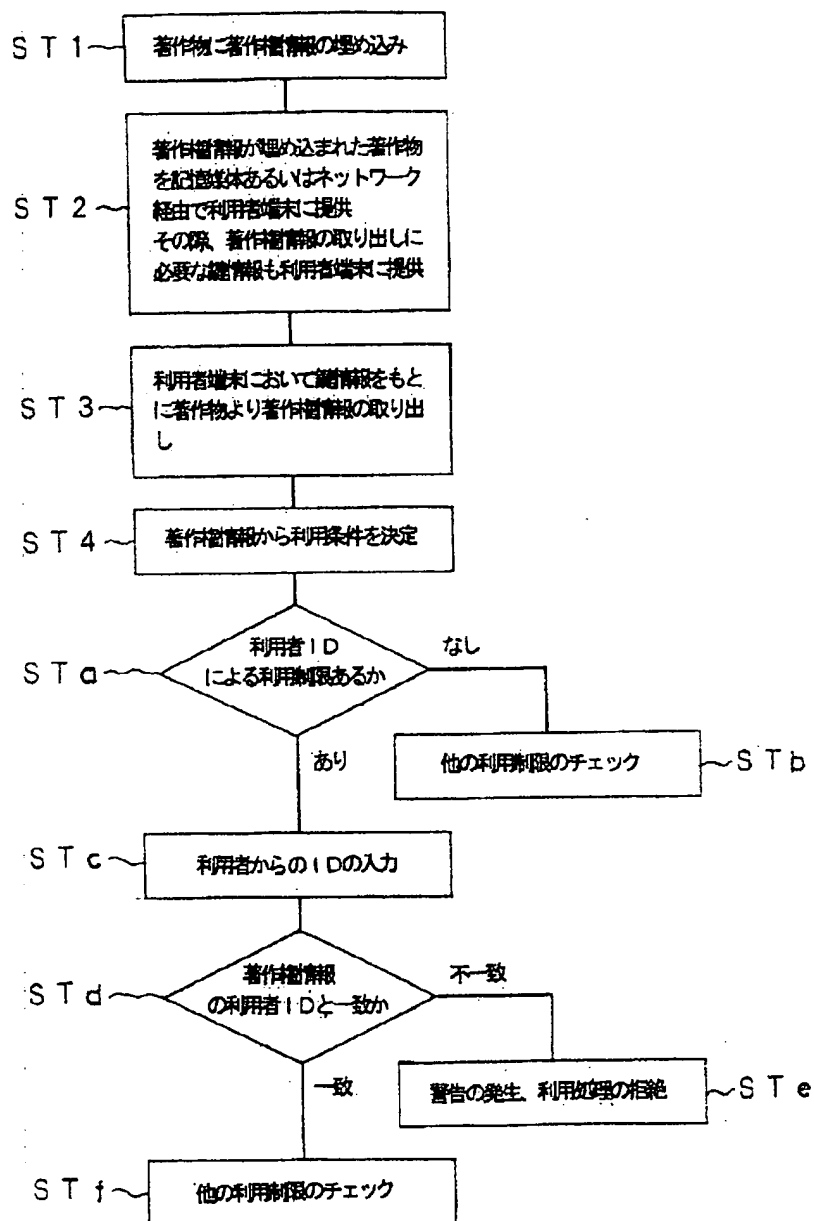 ST1
著作物に著作権情報の埋め込み
ST2
著作権情報が埋め込まれた著作物
を記憶媒体あるいはネットワーク
経由で利用者端末に提供
その際、著作権情報の取り出しに
必要な鍵情報も利用者端末に提供
ST3
利用者端末において鍵情報をもと
に著作物より著作権情報の取り出
し
ST4
著作権情報から利用条件を決定
STa
利用者ID
による利用制限あるか
なし
あり
他の利用制限のチェック
STb
STc
利用者からのIDの入力
STd
著作権情報
の利用者IDと一致か
不一致
一致
警告の発生、利用処理の拒絶
STe
STf
他の利用制限のチェック